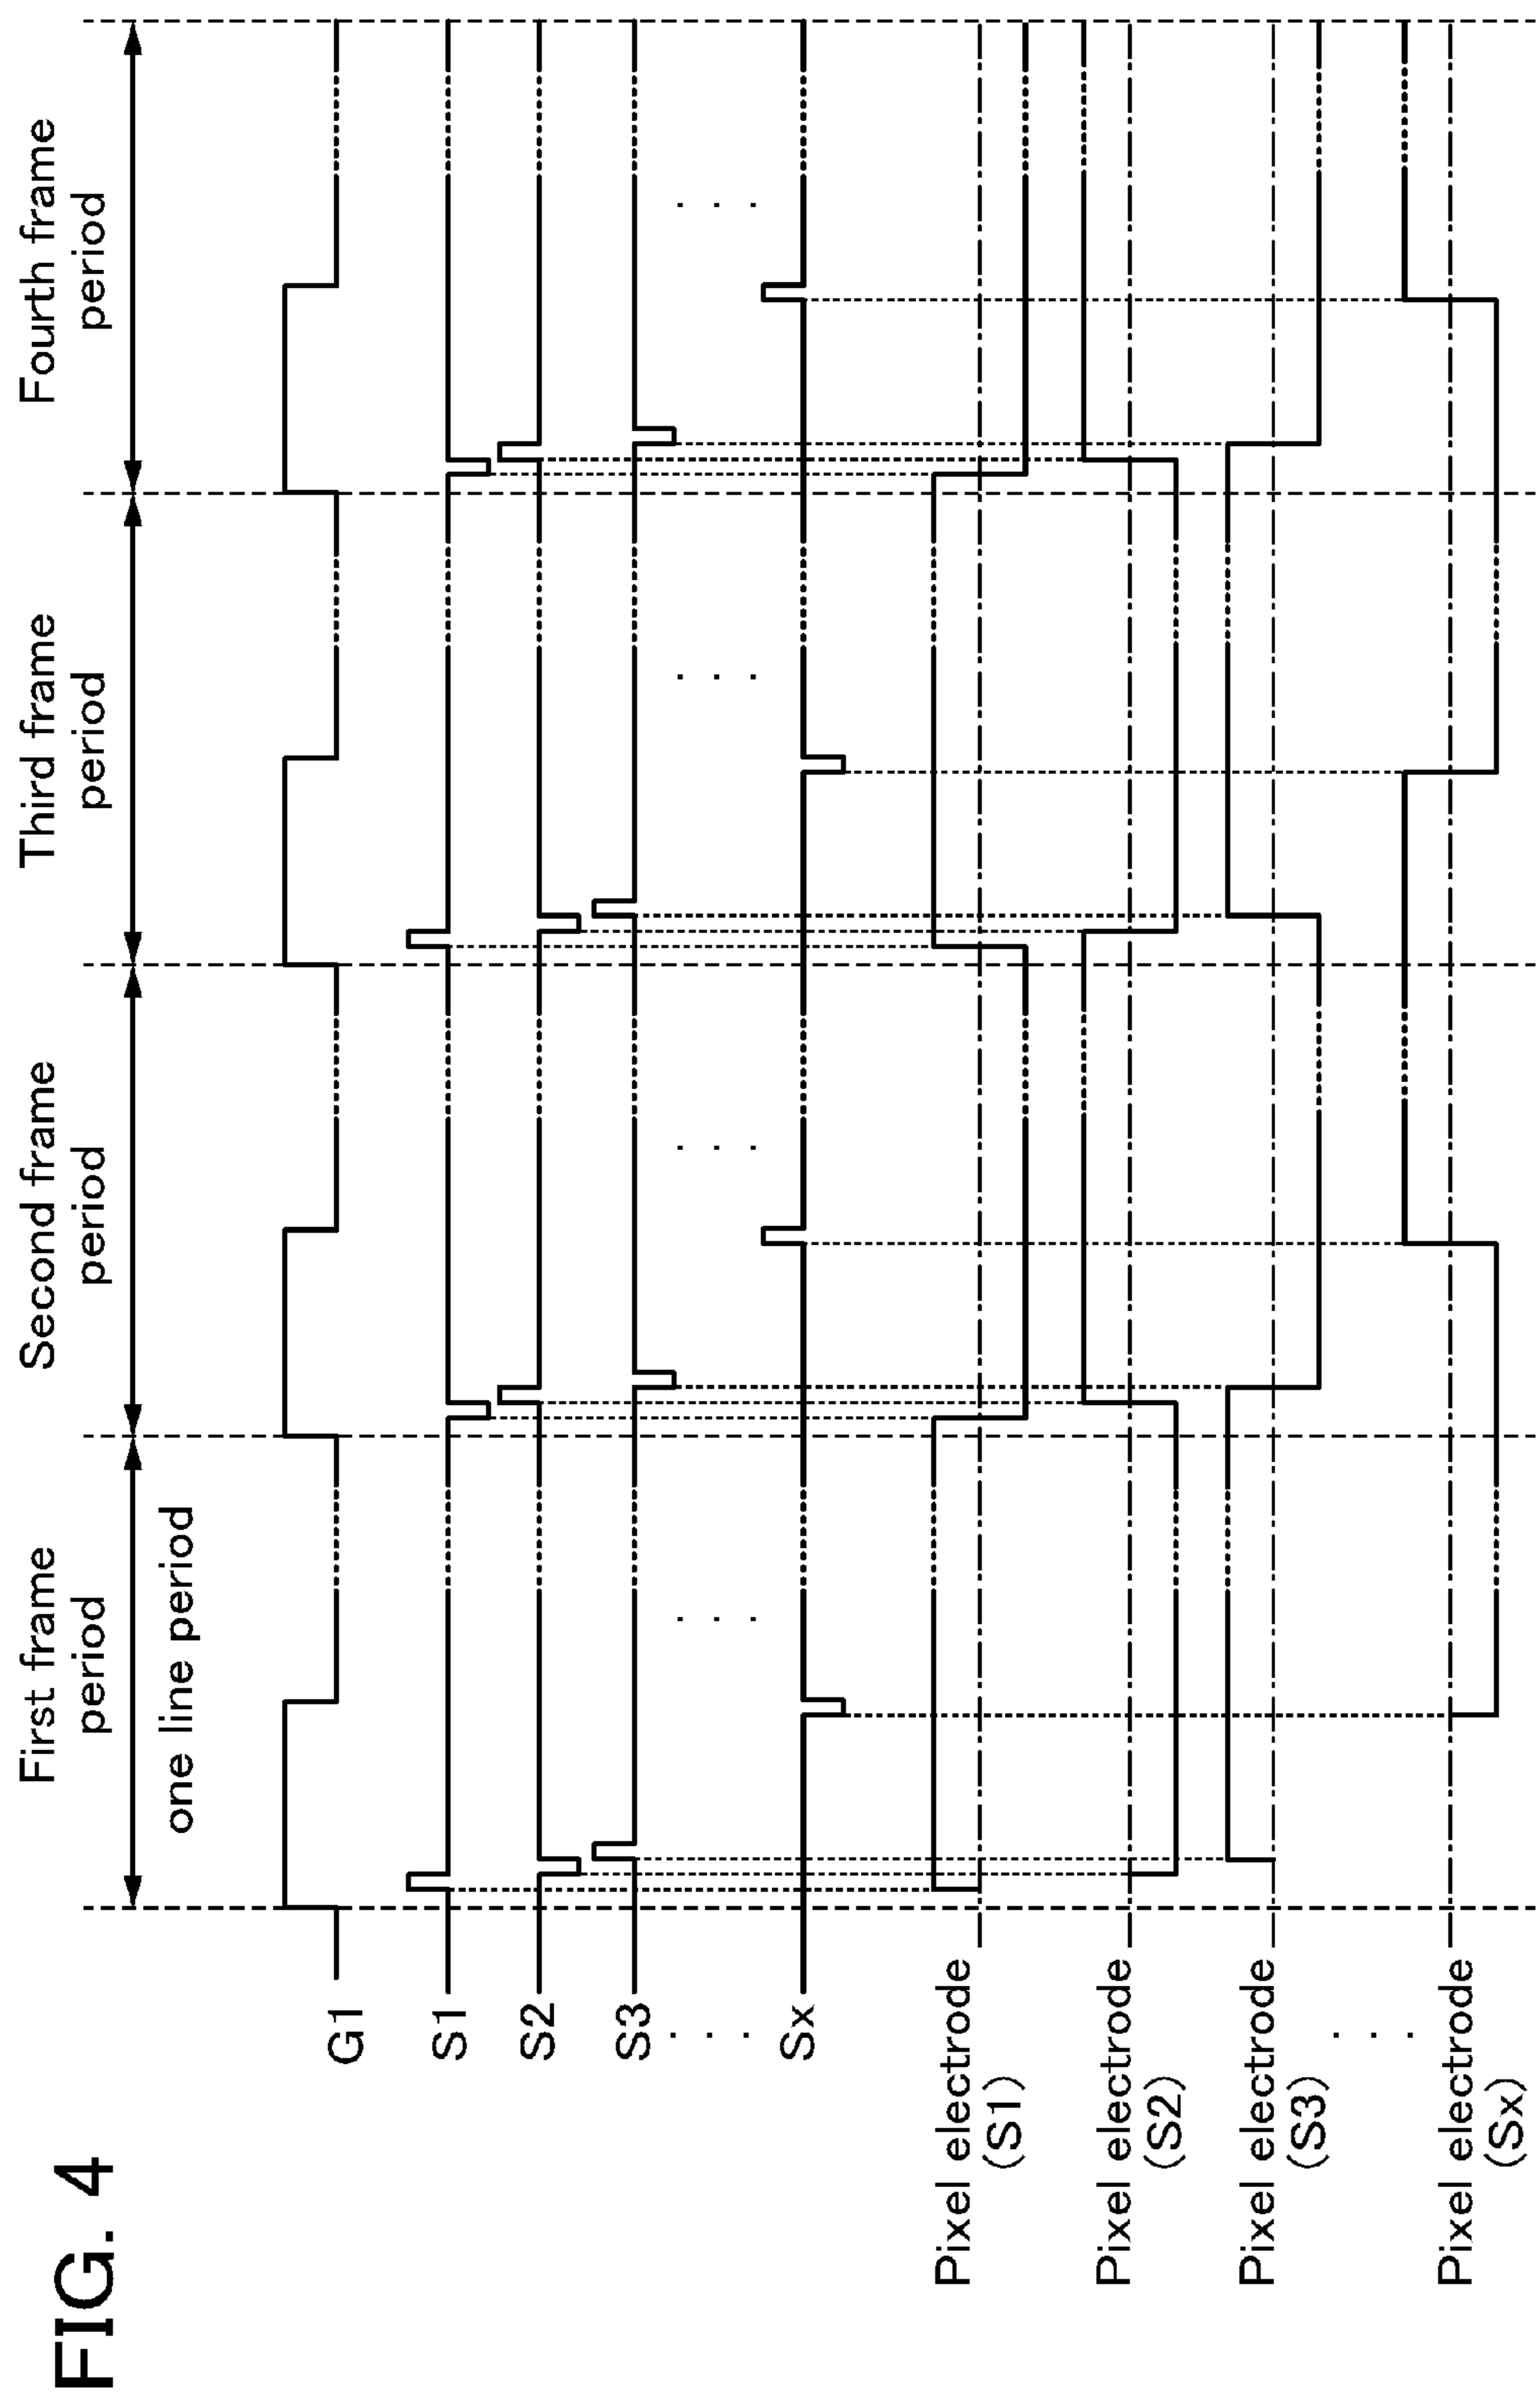 FIG. 4
First frame
period
Second frame
period
Third frame
period
Fourth frame
period
one line period
G1
S1
S2
S3
. . .
Sx
Pixel electrode
(S1)
Pixel electrode
(S2)
Pixel electrode
(S3)
. . .
Pixel electrode
(Sx)
. . .
. . .
. . .
. . .